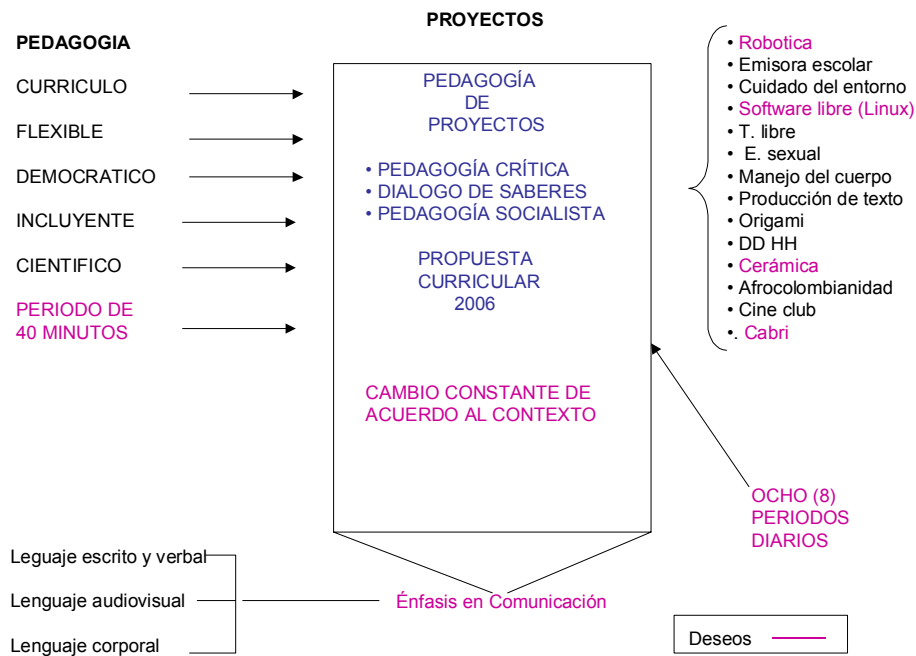 PROYECTOS
PEDAGOGIA
CURRICULO
FLEXIBLE
DEMOCRATICO
INCLUYENTE
CIENTIFICO
PERIODO DE
40 MINUTOS
PEDAGOGÍA
DE
PROYECTOS
• PEDAGOGÍA CRÍTICA
• DIALOGO DE SABERES
• PEDAGOGÍA SOCIALISTA
PROPUESTA
CURRICULAR
2006
CAMBIO CONSTANTE DE
ACUERDO AL CONTEXTO
• Robotica
• Emisora escolar
• Cuidado del entorno
• Software libre (Linux)
• T. libre
• E. sexual
• Manejo del cuerpo
• Producción de texto
• Origami
• DD HH
• Cerámica
• Afrocolombianidad
• Cine club
•. Cabri
OCHO (8)
PERIODOS
DIARIOS
Leguaje escrito y verbal
Lenguaje audiovisual
Lenguaje corporal
Énfasis en Comunicación
Deseos